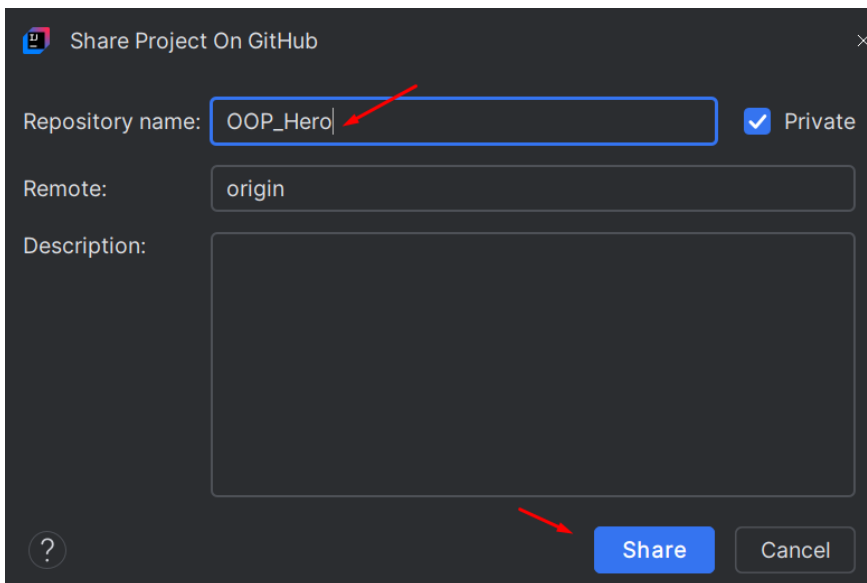 Share Project On GitHub
Repository name: OOP_Hero Private
Remote: origin
Description:
? Share Cancel